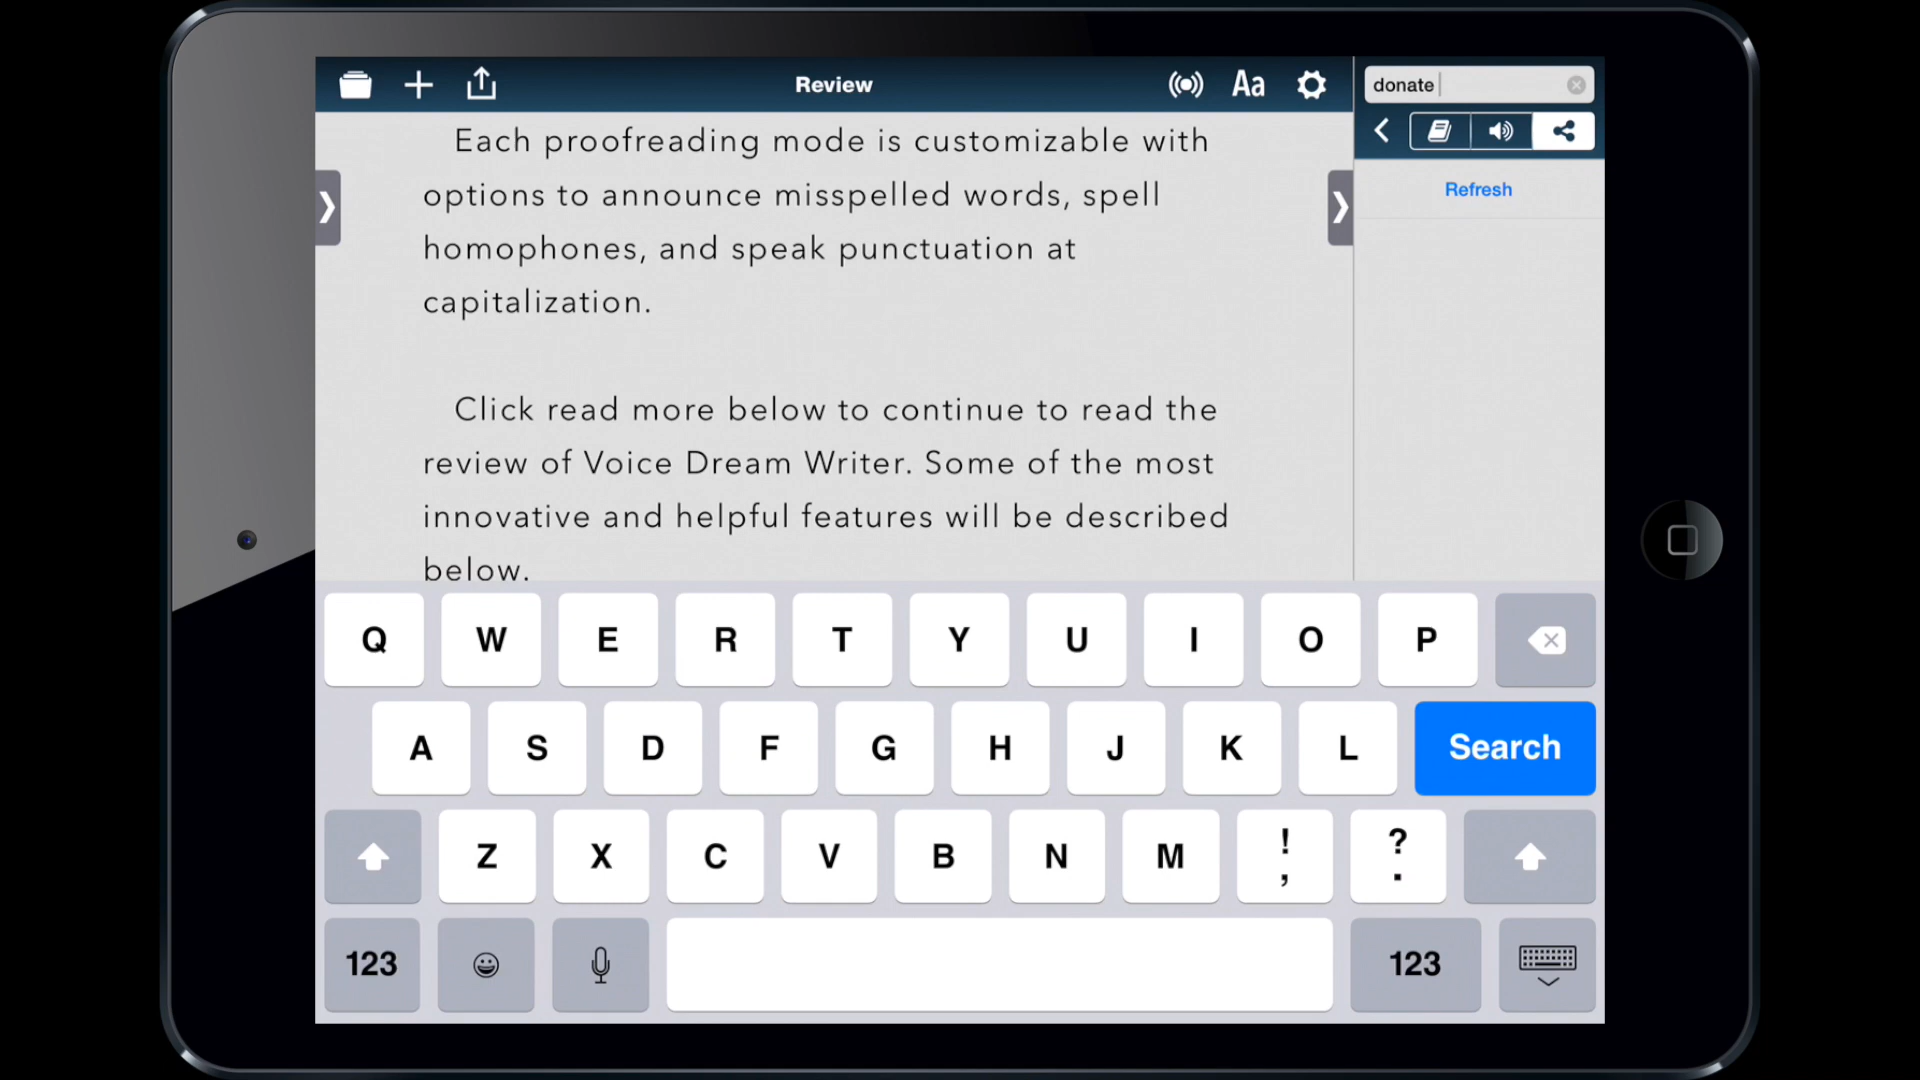 Review
Aa
donate
Refresh
Each proofreading mode is customizable with
options to announce misspelled words, spell
homophones, and speak punctuation at
capitalization.
Click read more below to continue to read the
review of Voice Dream Writer. Some of the most
innovative and helpful features will be described
below.
Q W E R T Y U I O P
A S D F G H J K L Search
Z X C V B N M ! , ? .
123 123